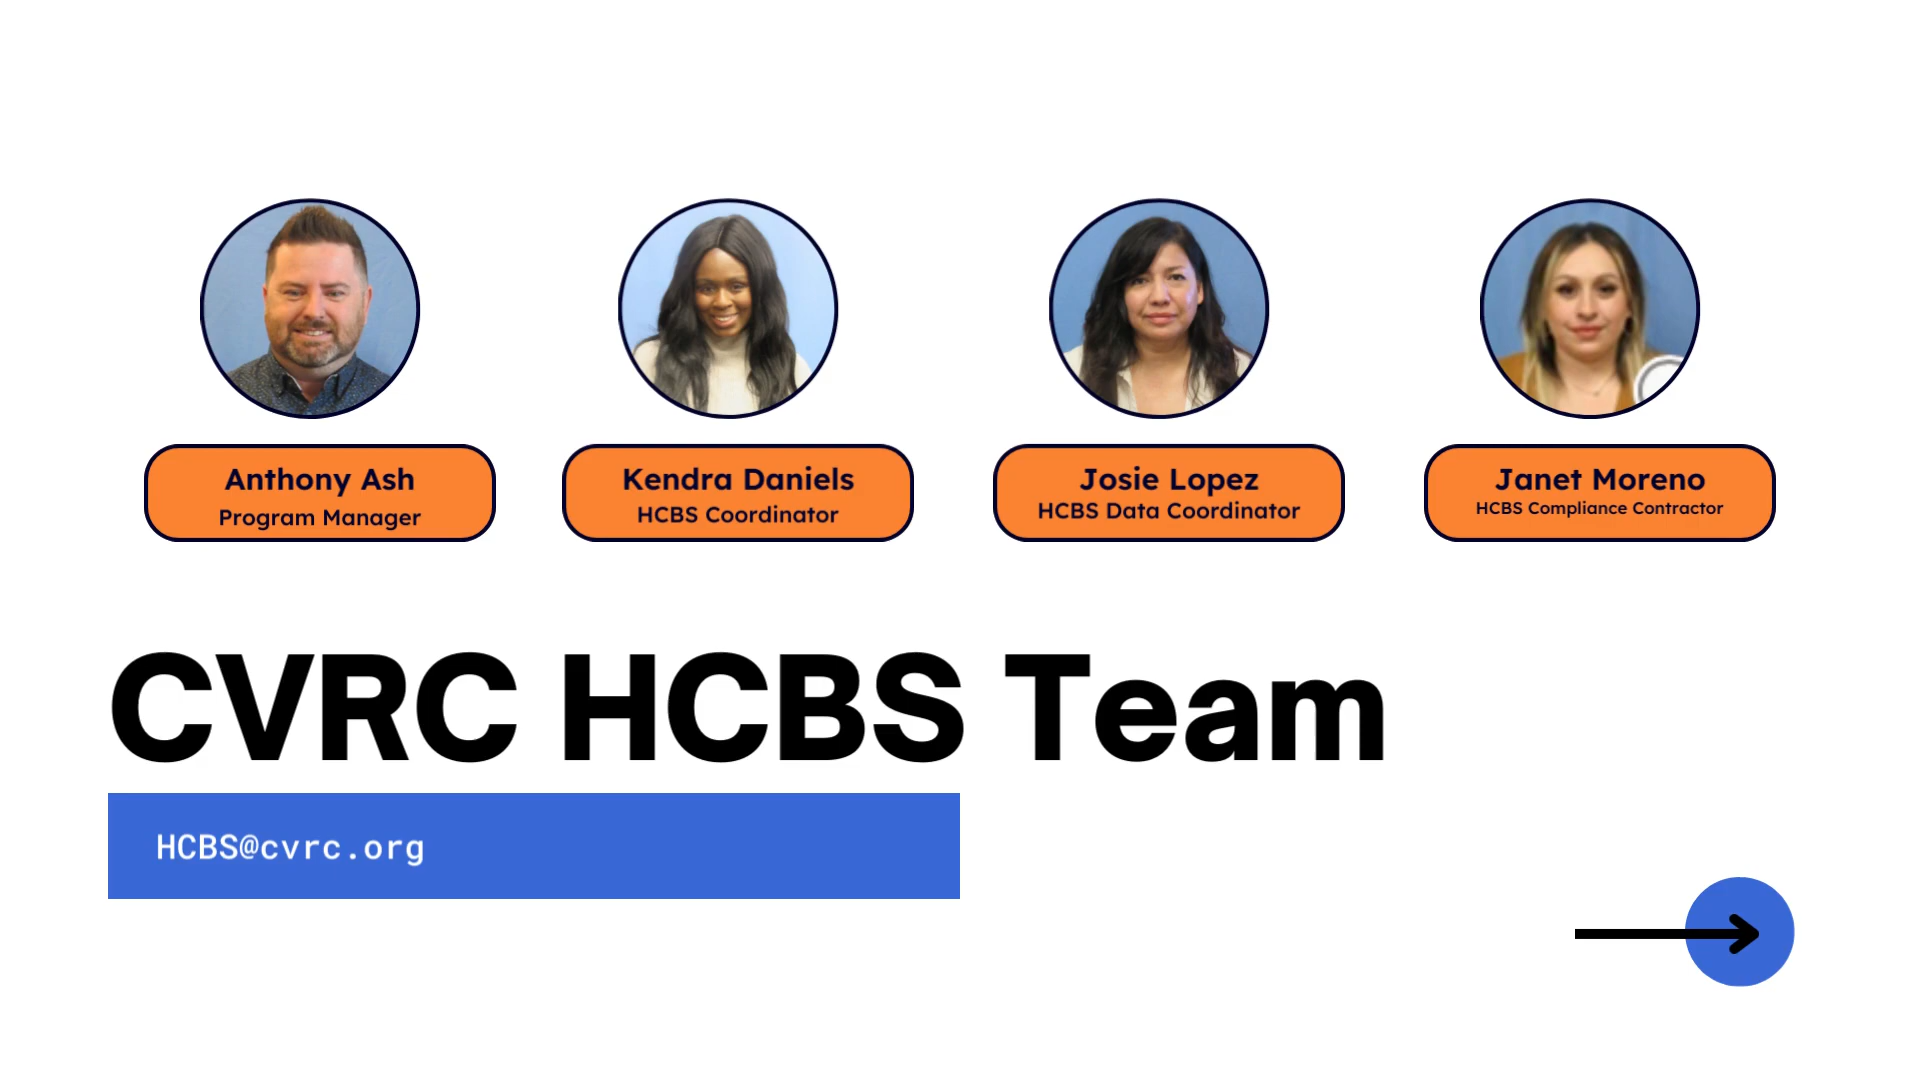 Anthony Ash
Program Manager
Kendra Daniels
HCBS Coordinator
Josie Lopez
HCBS Data Coordinator
Janet Moreno
HCBS Compliance Contractor
CVRC HCBS Team
HCBS@cvrc.org